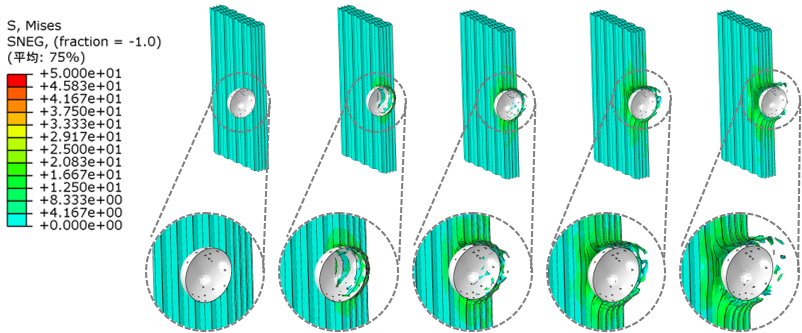 S, Mises
SNEG, (fraction = -1.0)
(平均: 75%)
+5.000e+01
+4.583e+01
+4.167e+01
+3.750e+01
+3.333e+01
+2.917e+01
+2.500e+01
+2.083e+01
+1.667e+01
+1.250e+01
+8.333e+00
+4.167e+00
+0.000e+00